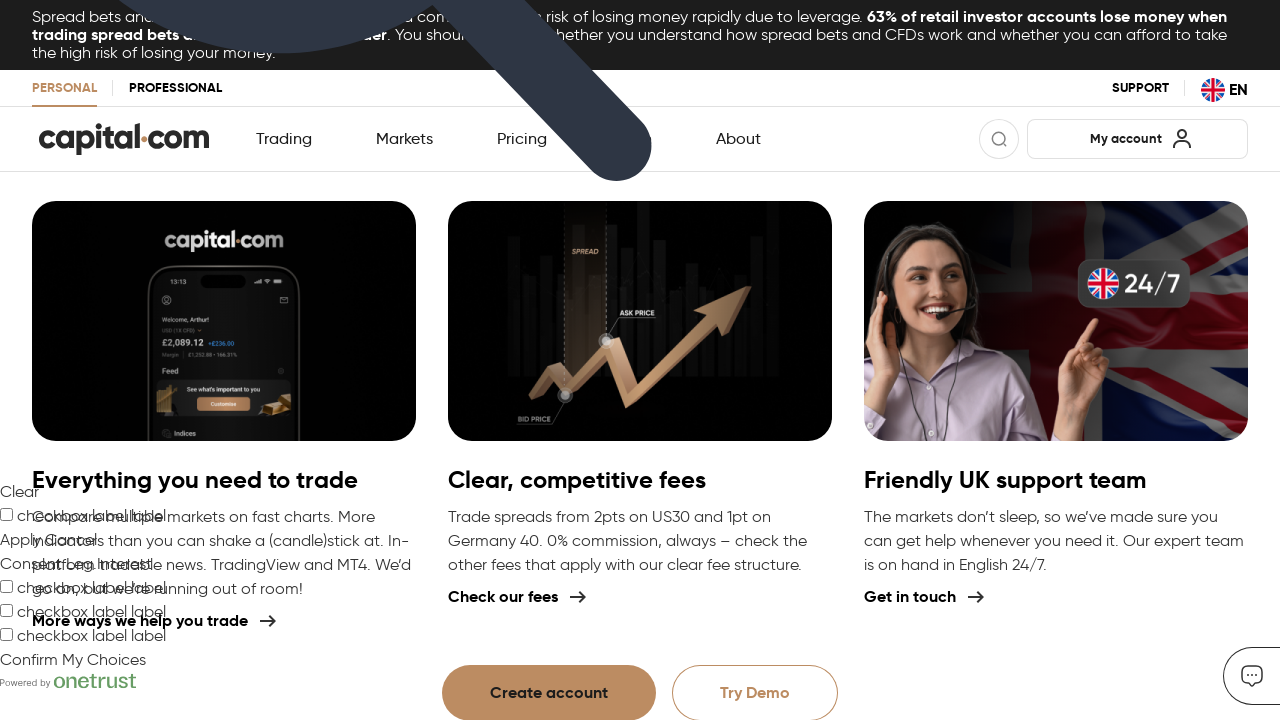 Spread bets and risk of losing money rapidly due to leverage. 63% of retail investor accounts lose money when
trading spread bets . You should whether you understand how spread bets and CFDs work and whether you can afford to take
the high risk of losing your money.
PERSONAL PROFESSIONAL SUPPORT EN
capital.com Trading Markets Pricing About My account
capital.com
13:13
Welcome, Arthur!
USD (18 CFD)
£2,089.12 +£236.00
Margin £1,252.88 • 166.31%
Feed
See what's important to you
Customise
Indices
SPREAD
ASK PRICE
BID PRICE
24/7
Everything you need to trade
Compare multiple markets on fast charts. More
indicators than you can shake a (candle)stick at. In-
platform tradable news. TradingView and MT4. We'd
go on, but we're running out of room!
More ways we help you trade
Clear, competitive fees
Trade spreads from 2pts on US30 and 1pt on
Germany 40. 0% commission, always – check the
other fees that apply with our clear fee structure.
Check our fees
Friendly UK support team
The markets don't sleep, so we've made sure you
can get help whenever you need it. Our expert team
is on hand in English 24/7.
Get in touch
Clear
checkbox label label
Apply Cancel
Consent Leg.Interest
checkbox label label
checkbox label label
checkbox label label
Confirm My Choices
Powered by onetrust
Create account Try Demo